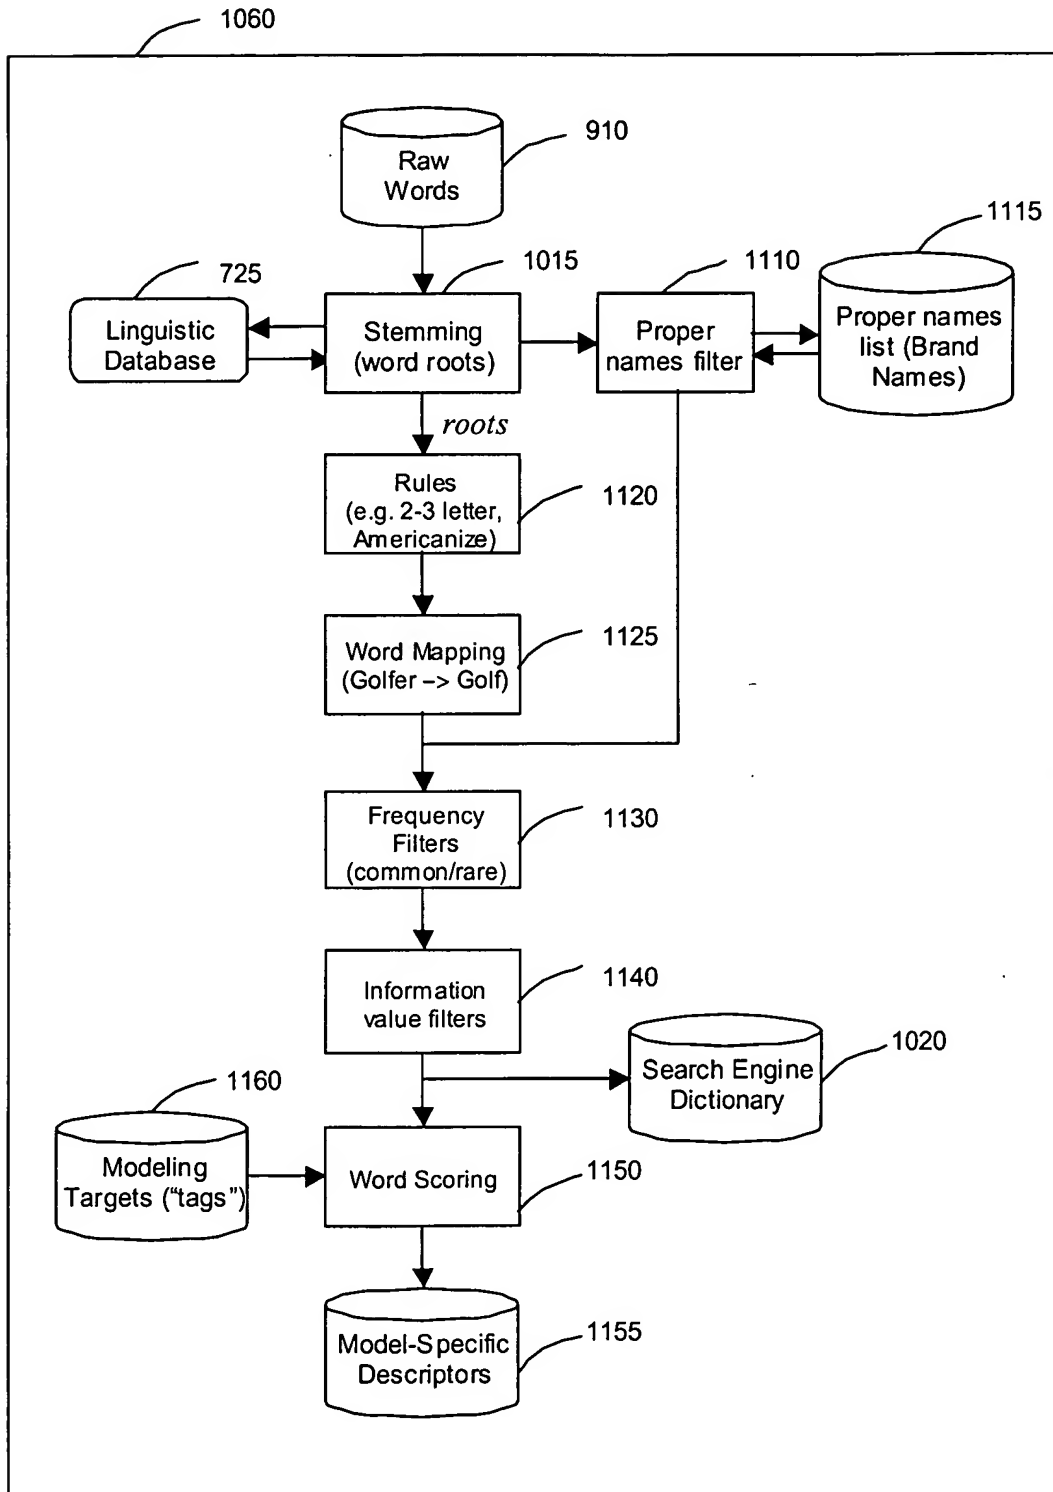 1060
910
Raw
Words
1115
725
1015
1110
Linguistic
Database
Stemming
(word roots)
Proper
names filter
Proper names
list (Brand
Names)
roots
Rules
(e.g. 2-3 letter,
Americanize)
1120
Word Mapping
(Golfer –> Golf)
1125
Frequency
Filters
(common/rare)
1130
Information
value filters
1140
1020
Search Engine
Dictionary
1160
Modeling
Targets (“tags”)
Word Scoring
1150
Model-Specific
Descriptors
1155